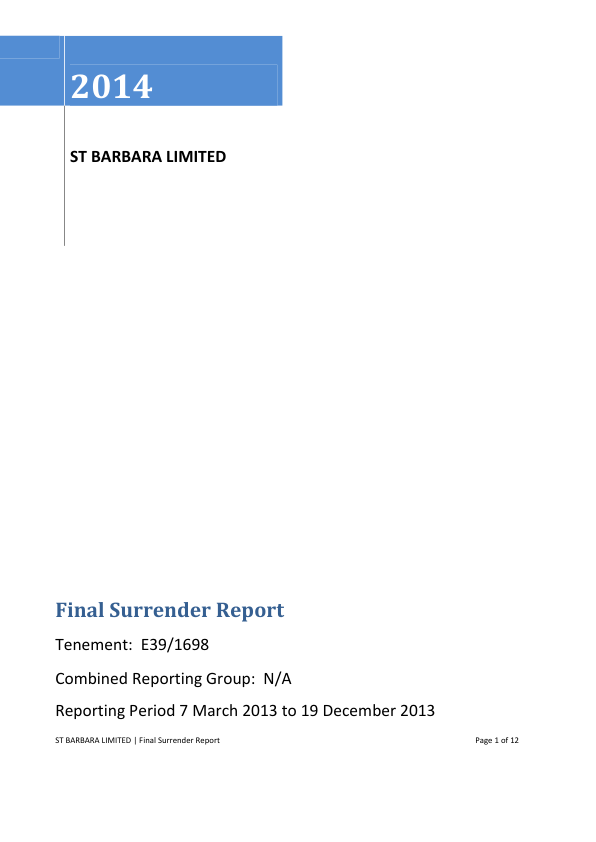 2014
ST BARBARA LIMITED
Final Surrender Report
Tenement:  E39/1698
Combined Reporting Group:  N/A
Reporting Period 7 March 2013 to 19 December 2013
ST BARBARA LIMITED | Final Surrender Report Page 1 of 12